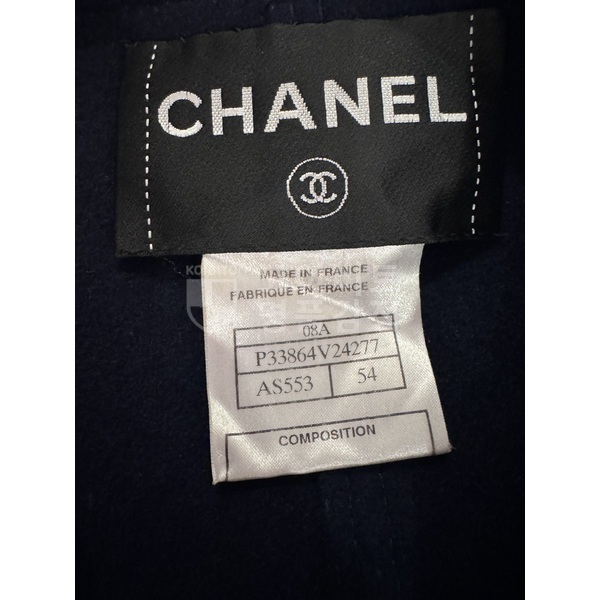 CHANEL
MADE IN FRANCE
FABRIQUE EN FRANCE
08A
P33864V24277
AS553 54
COMPOSITION